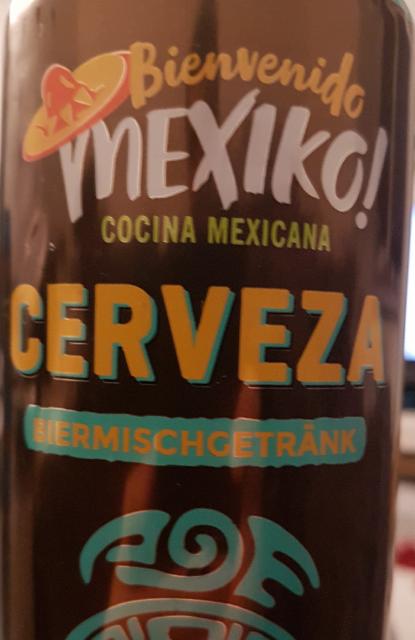 Bienvenido
MEXIKO!
COCINA MEXICANA
CERVEZA
BIERMISCHGETRÄNK